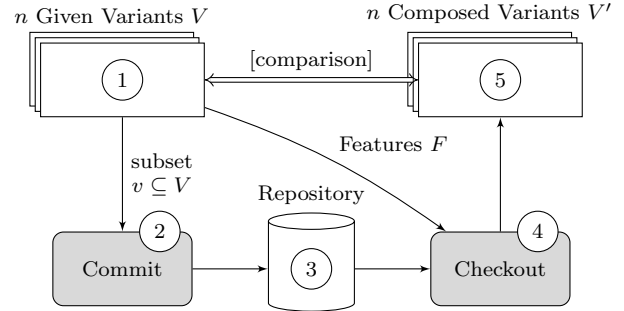 n Given Variants V
n Composed Variants V′
1
[comparison]
5
subset
v ⊆ V
Features F
Repository
2
Commit
3
4
Checkout